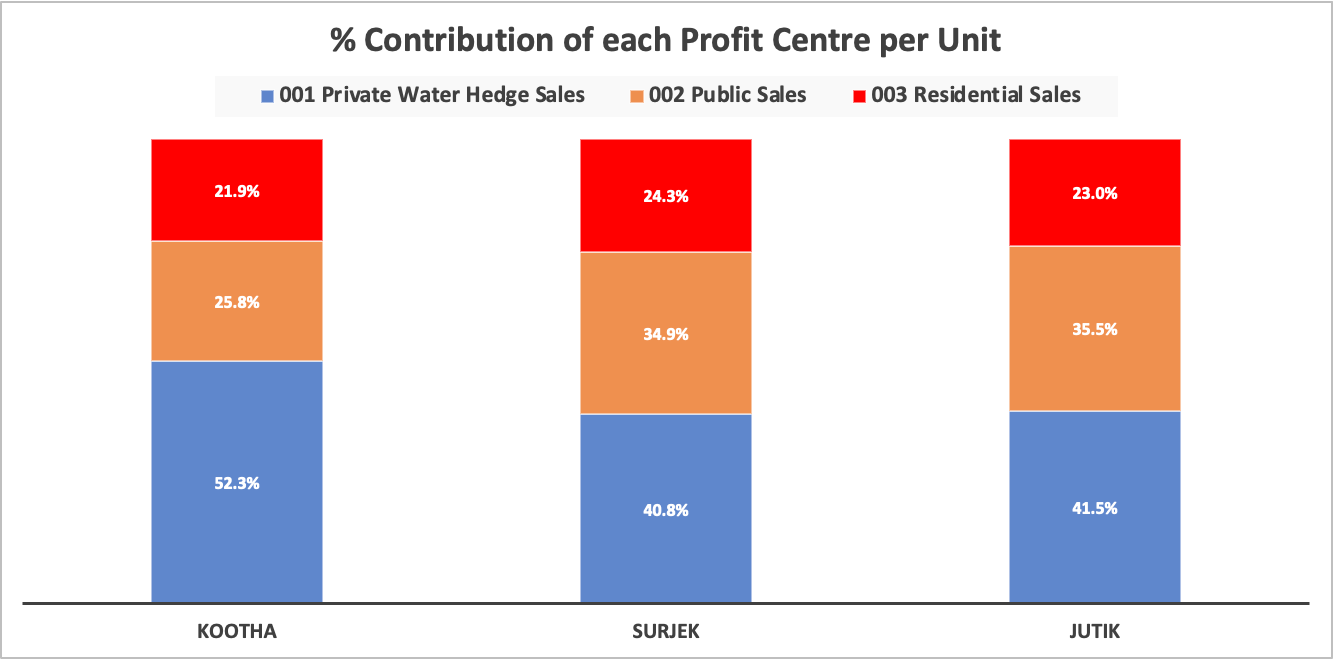 % Contribution of each Profit Centre per Unit
001 Private Water Hedge Sales 002 Public Sales 003 Residential Sales
21.9% 24.3% 23.0%
25.8% 34.9% 35.5%
52.3% 40.8% 41.5%
KOOTHA SURJEK JUTIK